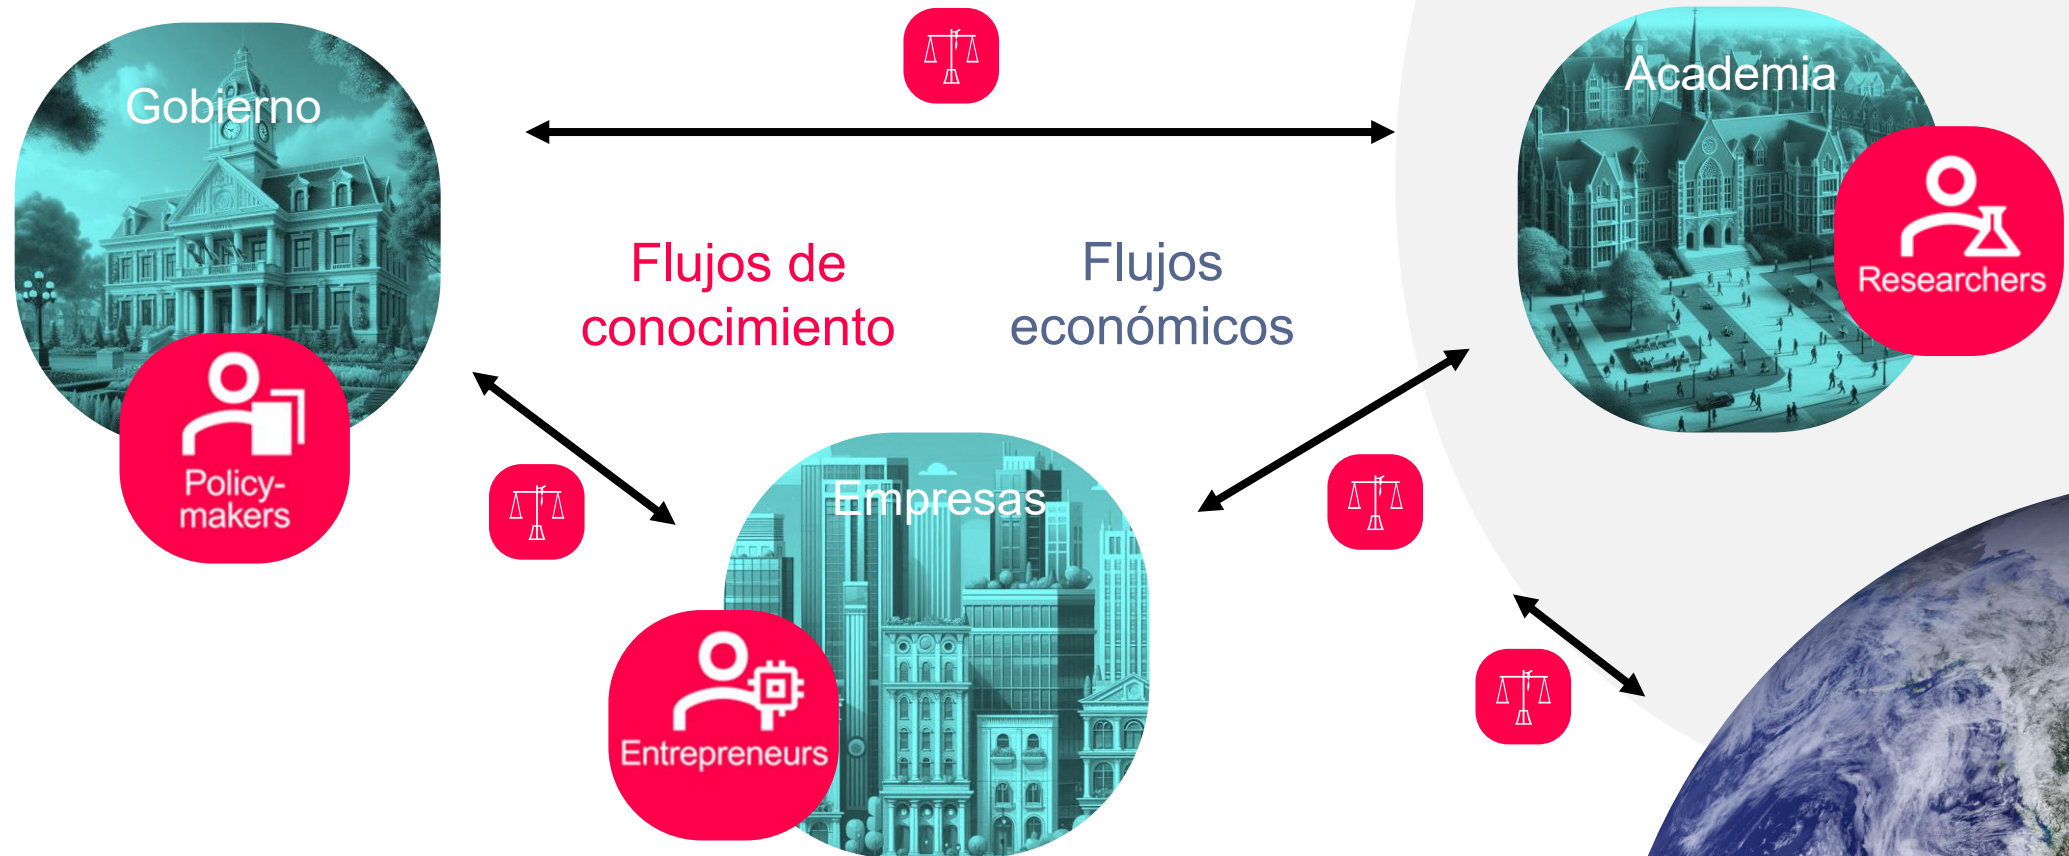 Gobierno
Academia
Researchers
Flujos de
conocimiento
Flujos
económicos
Policy-
makers
Empresas
Entrepreneurs